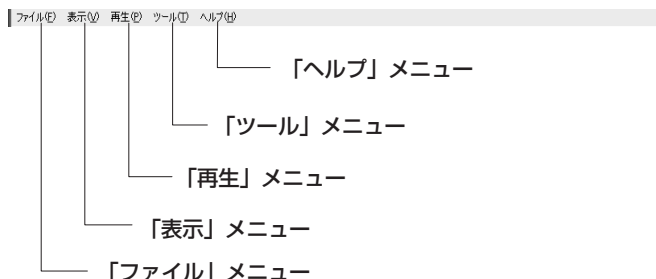 ファイル(F) 表示(V) 再生(P) ツール(T) ヘルプ(H)
「ヘルプ」メニュー
「ツール」メニュー
「再生」メニュー
「表示」メニュー
「ファイル」メニュー